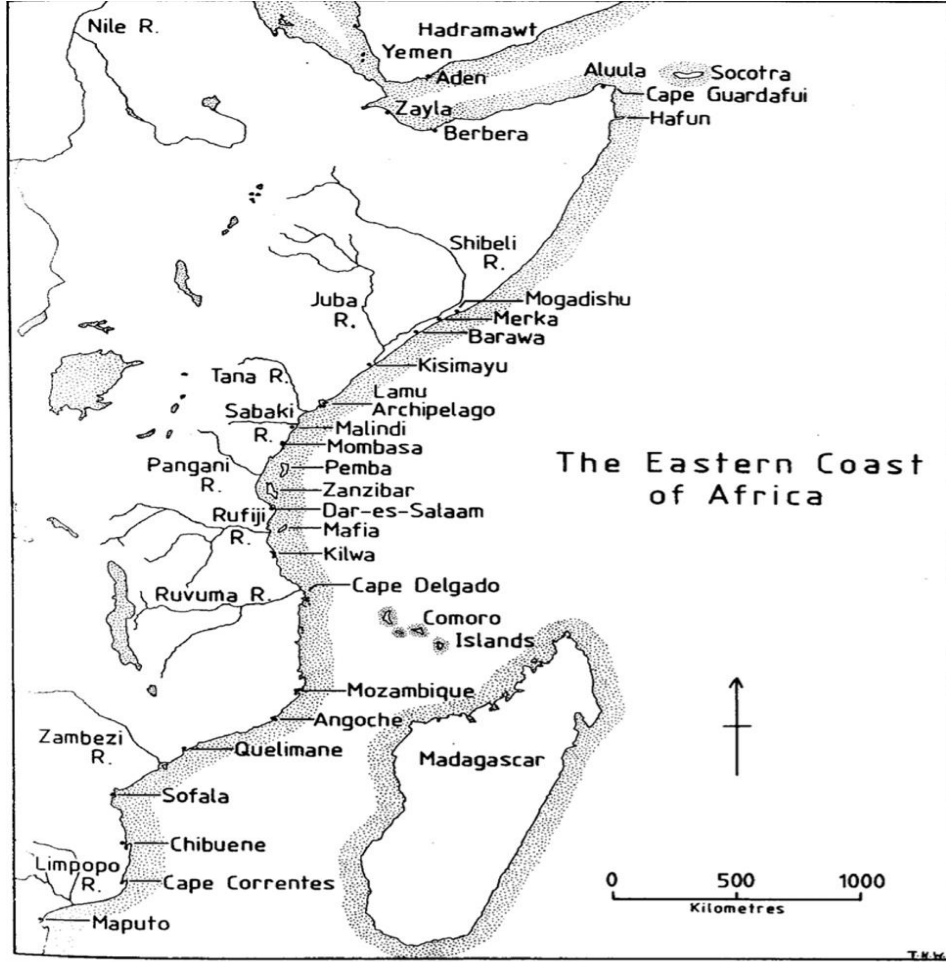 Nile R.
Hadramawt
Yemen
Aden
Aluula
Socotra
Cape Guardafui
Zayla
Hafun
Berbera
Shibeli
R.
Juba
R.
Mogadishu
Merka
Barawa
Kisimayu
Tana R.
Lamu
Archipelago
Sabaki
R.
Malindi
Mombasa
Pangani
R.
Pemba
Zanzibar
The Eastern Coast
of Africa
Dar-es-Salaam
Rufiji
R.
Mafia
Kilwa
Cape Delgado
Ruvuma R.
Comoro
Islands
Mozambique
Angoche
Zambezi
R.
Quelimane
Madagascar
Sofala
Chibuene
Limpopo
R.
Cape Correntes
0 500 1000
Kilometres
Maputo